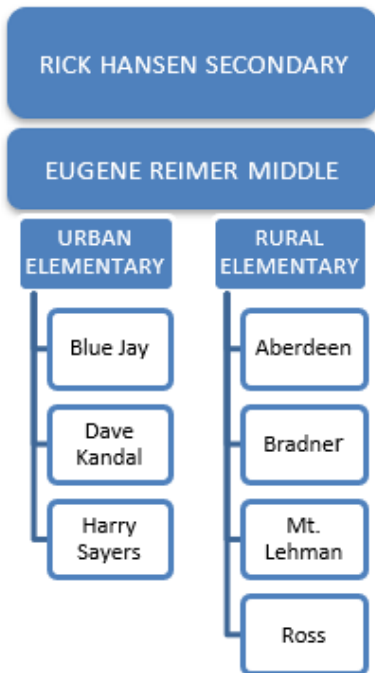 RICK HANSEN SECONDARY
EUGENE REIMER MIDDLE
URBAN
ELEMENTARY
Blue Jay
Dave
Kandal
Harry
Sayers
RURAL
ELEMENTARY
Aberdeen
Bradner
Mt.
Lehman
Ross